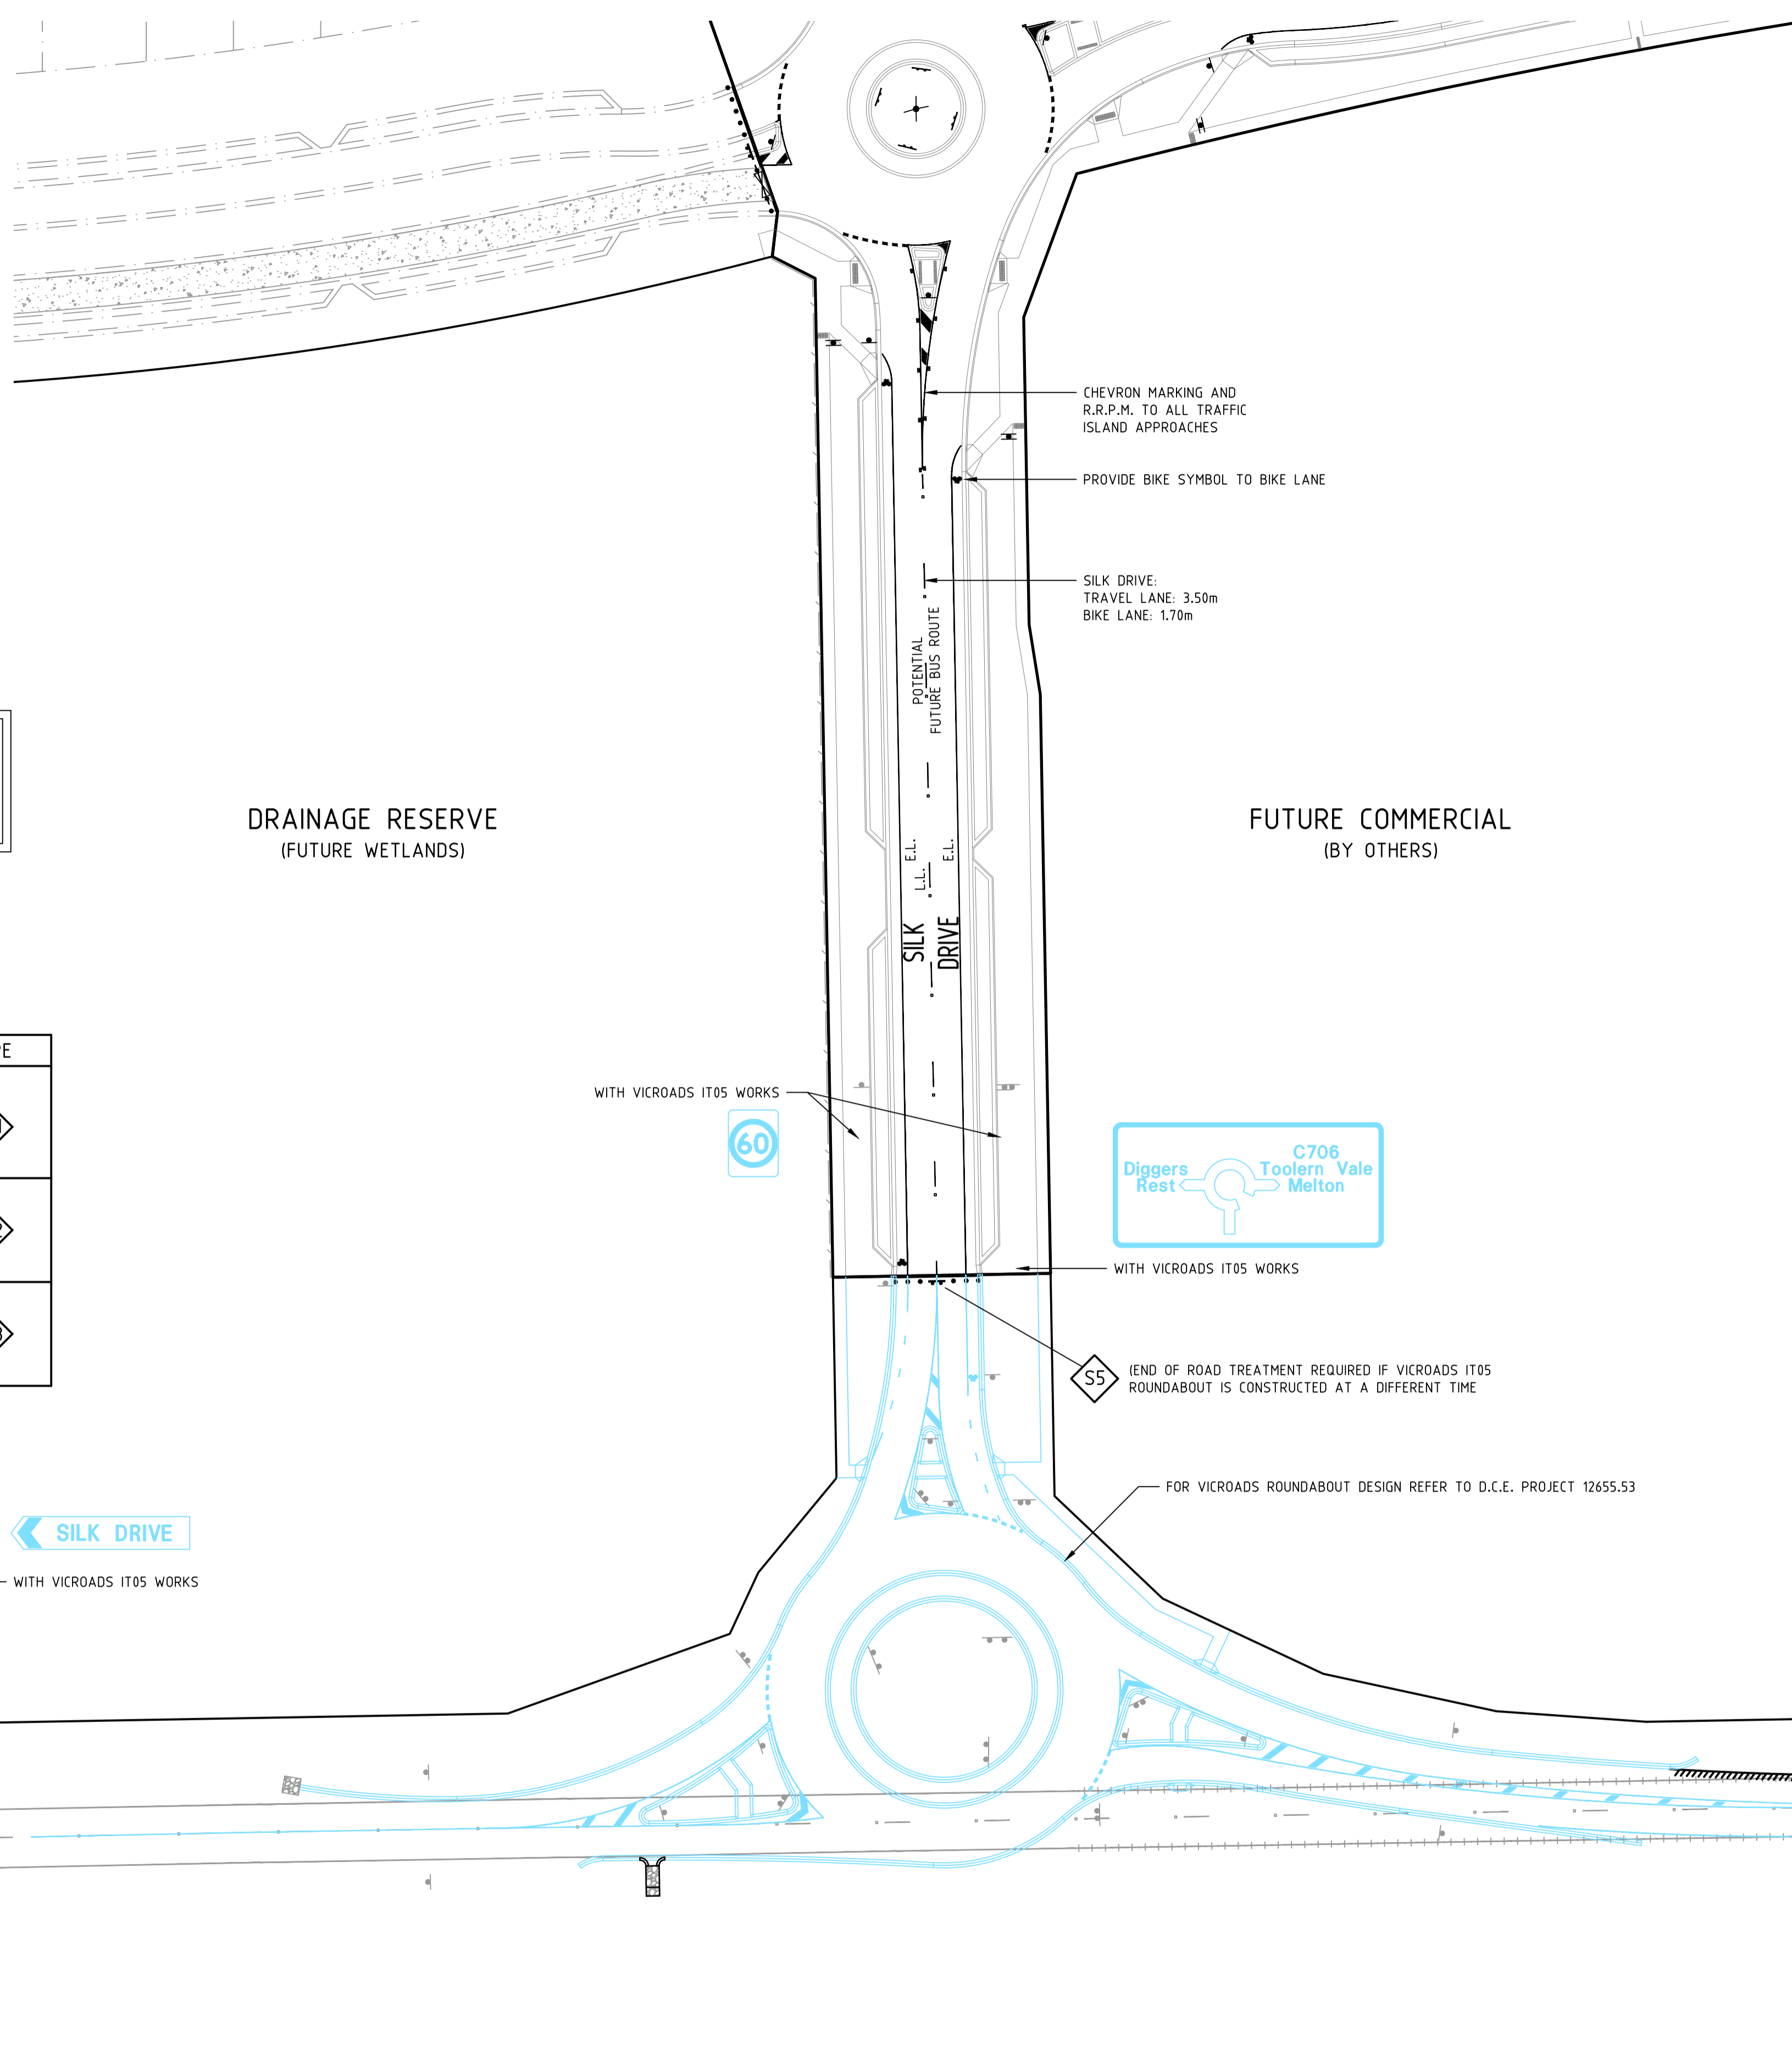 CHEVRON MARKING AND
R.R.P.M. TO ALL TRAFFIC
ISLAND APPROACHES
PROVIDE BIKE SYMBOL TO BIKE LANE
SILK DRIVE:
TRAVEL LANE: 3.50m
BIKE LANE: 1.70m
POTENTIAL
FUTURE BUS ROUTE
DRAINAGE RESERVE
(FUTURE WETLANDS)
FUTURE COMMERCIAL
(BY OTHERS)
E.L.
L.L.
E.L.
SILK
DRIVE
WITH VICROADS IT05 WORKS
60
Diggers
Rest
C706
Toolern Vale
Melton
WITH VICROADS IT05 WORKS
S5
(END OF ROAD TREATMENT REQUIRED IF VICROADS IT05
ROUNDABOUT IS CONSTRUCTED AT A DIFFERENT TIME
FOR VICROADS ROUNDABOUT DESIGN REFER TO D.C.E. PROJECT 12655.53
SILK DRIVE
WITH VICROADS IT05 WORKS